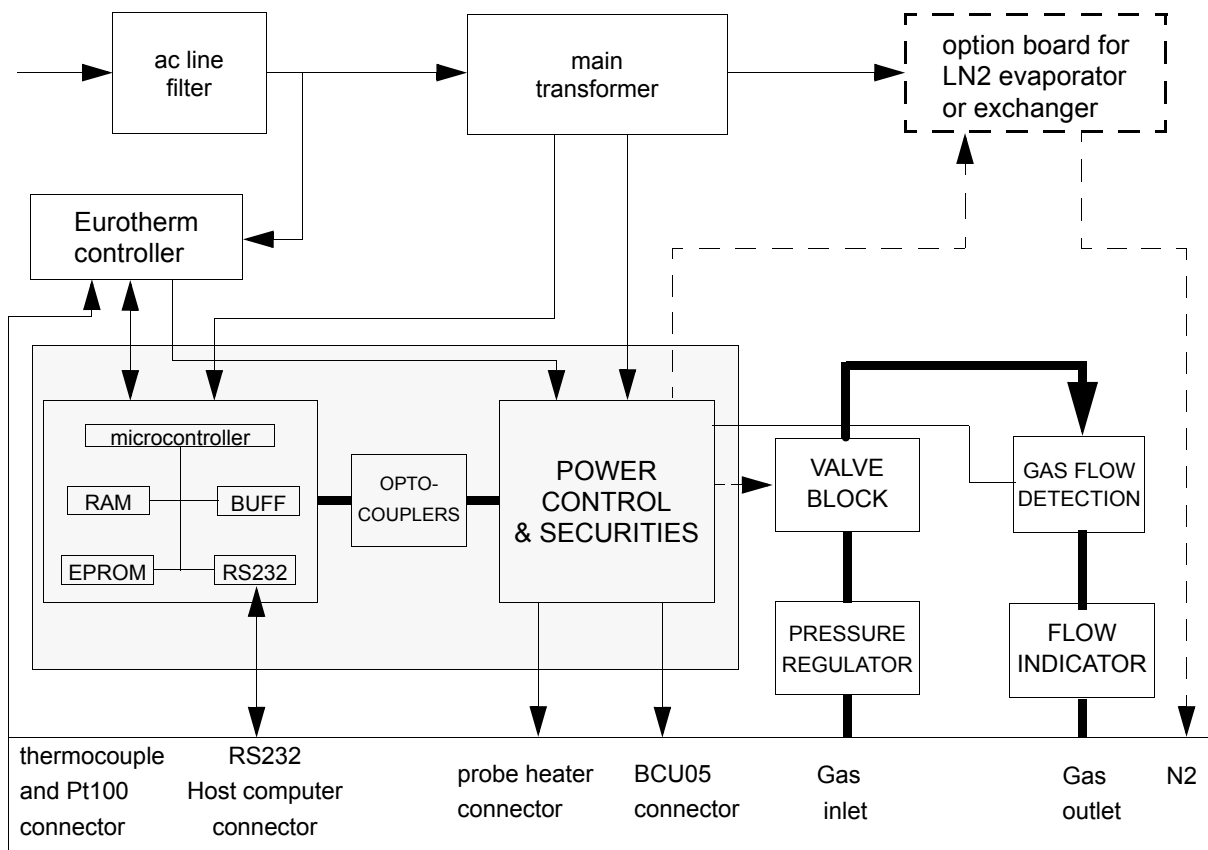 ac line
filter
main
transformer
option board for
LN2 evaporator
or exchanger
Eurotherm
controller
microcontroller
RAM
BUFF
EPROM
RS232
OPTO-
COUPLERS
POWER
CONTROL
& SECURITIES
VALVE
BLOCK
GAS FLOW
DETECTION
PRESSURE
REGULATOR
FLOW
INDICATOR
thermocouple
and Pt100
connector
RS232
Host computer
connector
probe heater
connector
BCU05
connector
Gas
inlet
Gas
outlet
N2